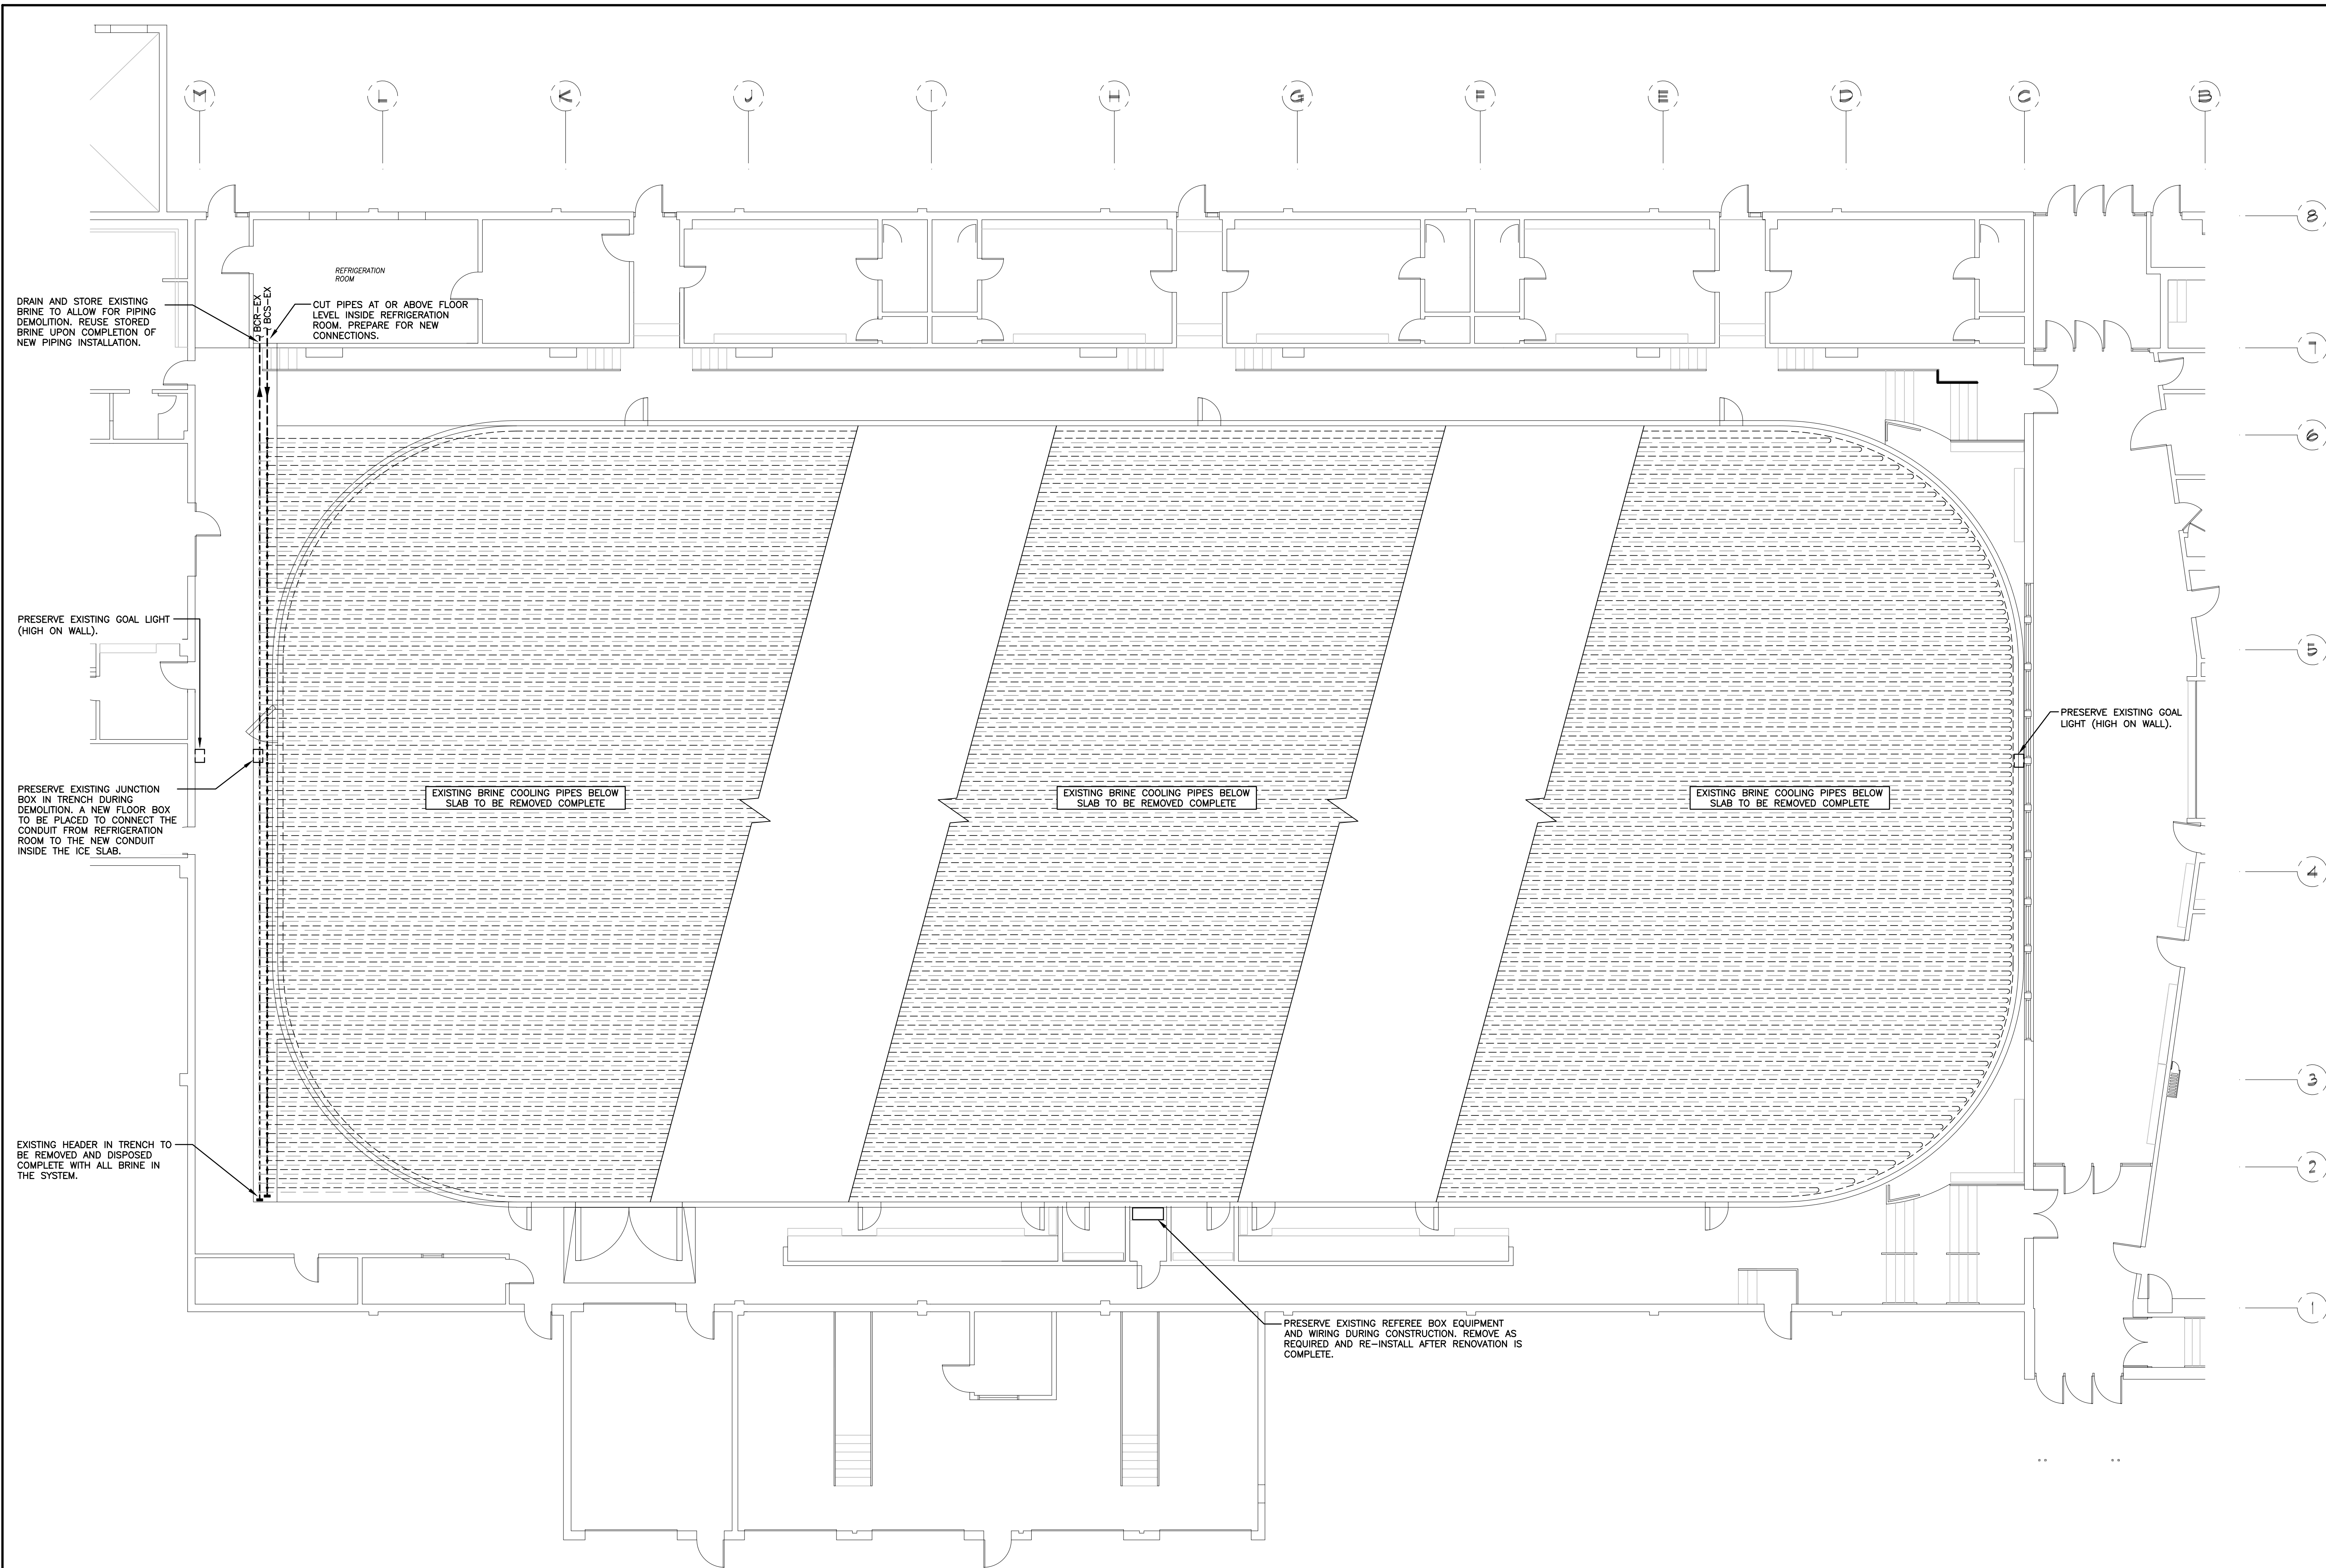 M
L
K
J
I
H
G
F
E
D
C
B
8
7
6
5
4
3
2
1
REFRIGERATION
ROOM
BCR-EX
BCS-EX
DRAIN AND STORE EXISTING
BRINE TO ALLOW FOR PIPING
DEMOLITION. REUSE STORED
BRINE UPON COMPLETION OF
NEW PIPING INSTALLATION.
CUT PIPES AT OR ABOVE FLOOR
LEVEL INSIDE REFRIGERATION
ROOM. PREPARE FOR NEW
CONNECTIONS.
PRESERVE EXISTING GOAL LIGHT
(HIGH ON WALL).
PRESERVE EXISTING GOAL
LIGHT (HIGH ON WALL).
PRESERVE EXISTING JUNCTION
BOX IN TRENCH DURING
DEMOLITION. A NEW FLOOR BOX
TO BE PLACED TO CONNECT THE
CONDUIT FROM REFRIGERATION
ROOM TO THE NEW CONDUIT
INSIDE THE ICE SLAB.
EXISTING BRINE COOLING PIPES BELOW
SLAB TO BE REMOVED COMPLETE
EXISTING BRINE COOLING PIPES BELOW
SLAB TO BE REMOVED COMPLETE
EXISTING BRINE COOLING PIPES BELOW
SLAB TO BE REMOVED COMPLETE
EXISTING HEADER IN TRENCH TO
BE REMOVED AND DISPOSED
COMPLETE WITH ALL BRINE IN
THE SYSTEM.
PRESERVE EXISTING REFEREE BOX EQUIPMENT
AND WIRING DURING CONSTRUCTION. REMOVE AS
REQUIRED AND RE-INSTALL AFTER RENOVATION IS
COMPLETE.